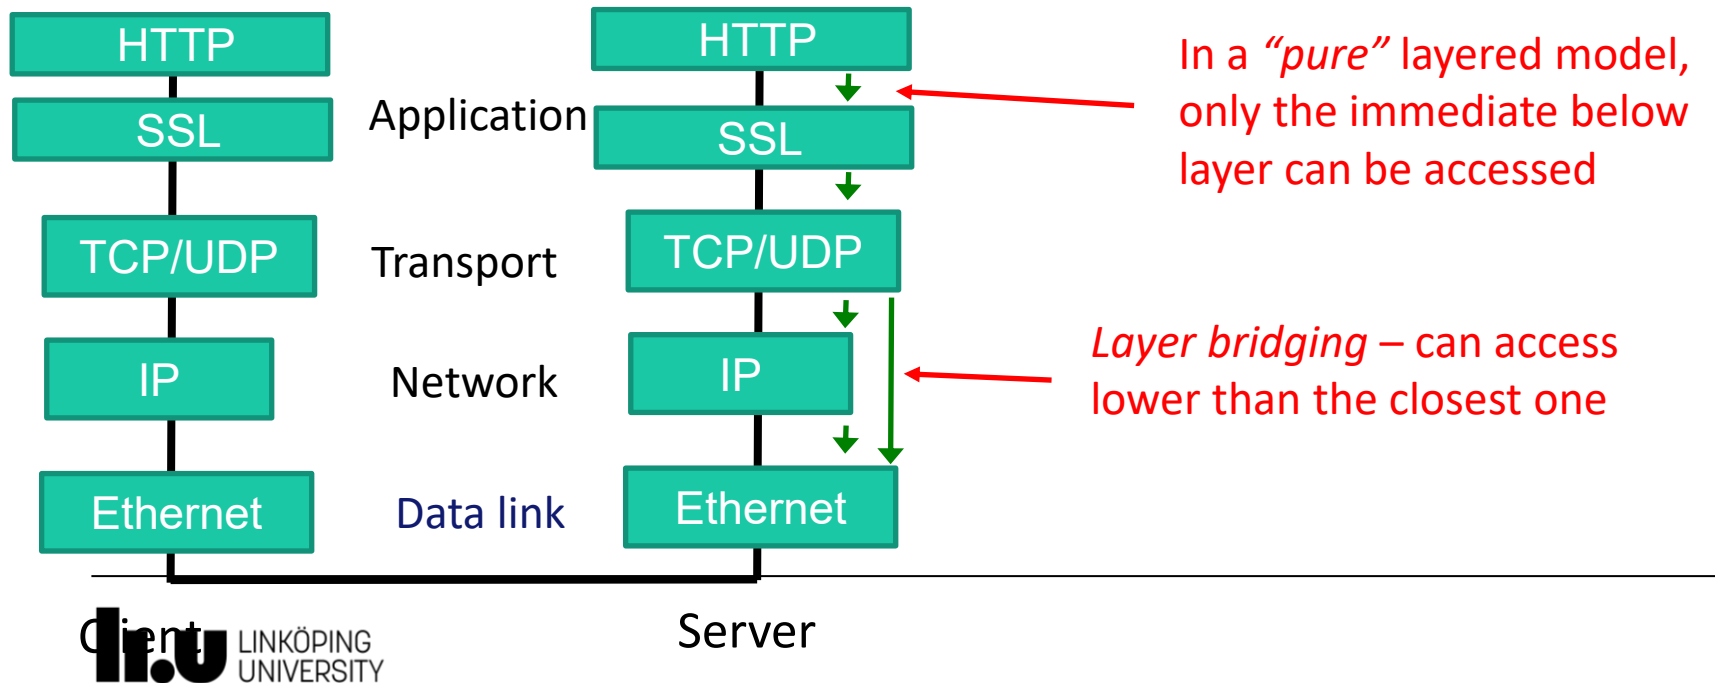 HTTP
SSL
TCP/UDP
IP
Ethernet
Application
Transport
Network
Data link
HTTP
SSL
TCP/UDP
IP
Ethernet
In a “pure” layered model,
only the immediate below
layer can be accessed
Layer bridging – can access
lower than the closest one
Client
Server
LINKÖPING
UNIVERSITY